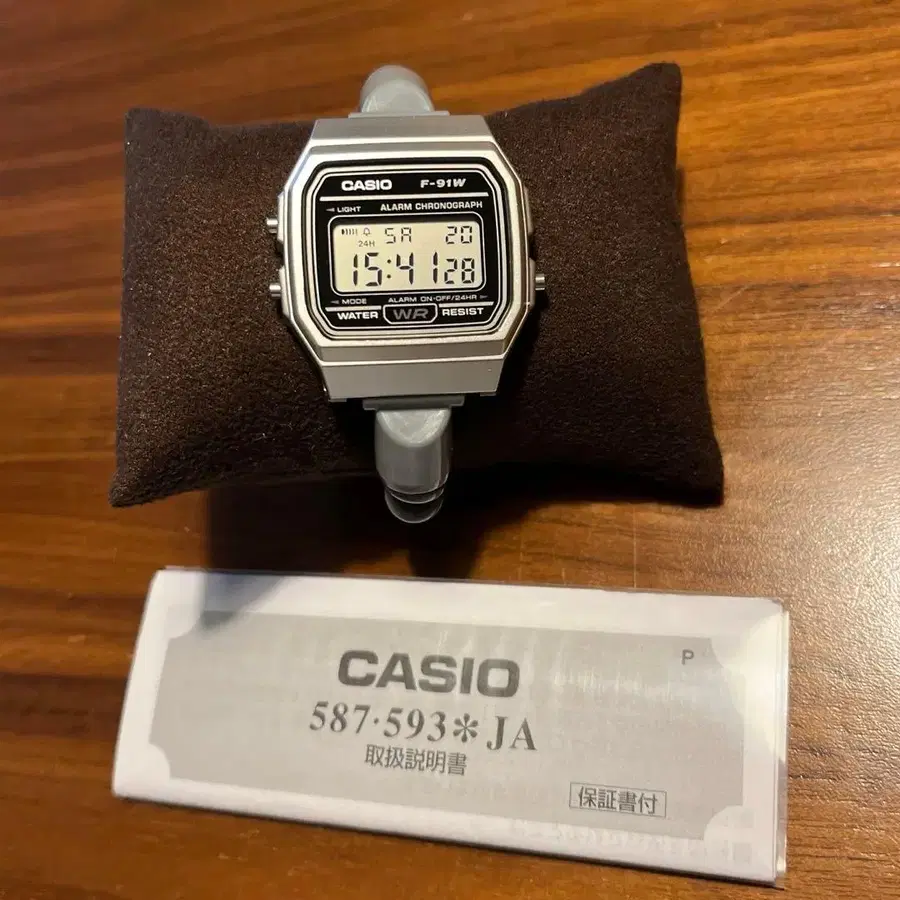 CASIO F-91W
LIGHT ALARM CHRONOGRAPH
24H SA 20
15:41 28
MODE ALARM ON·OFF/24HR
WATER WR RESIST
P
CASIO
587·593＊JA
取扱説明書
保証書付